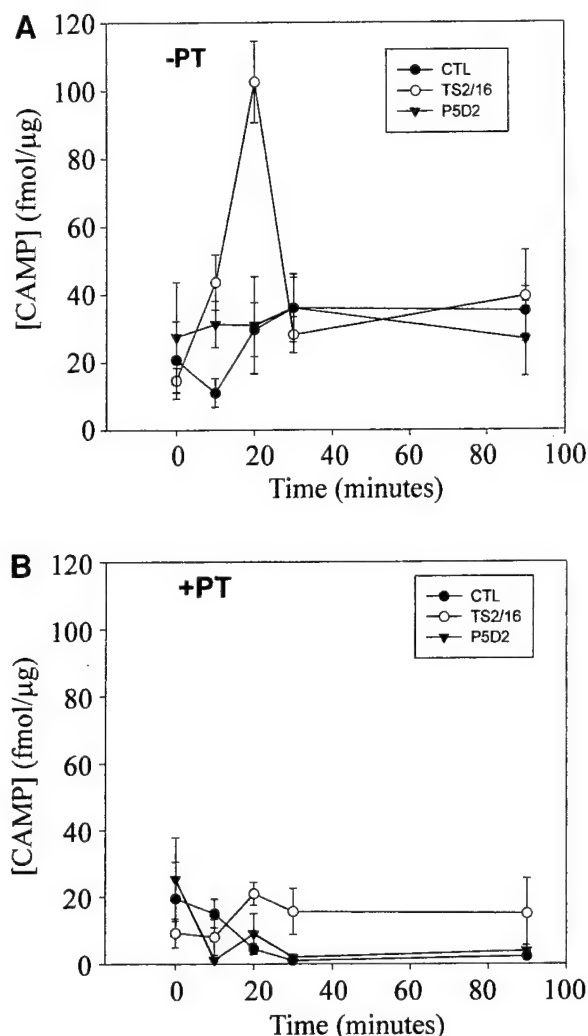 A
-PT
CTL
TS2/16
P5D2
[CAMP] (fmol/µg)
120
100
80
60
40
20
0
0 20 40 60 80 100
Time (minutes)
B
+PT
CTL
TS2/16
P5D2
[CAMP] (fmol/µg)
120
100
80
60
40
20
0
0 20 40 60 80 100
Time (minutes)